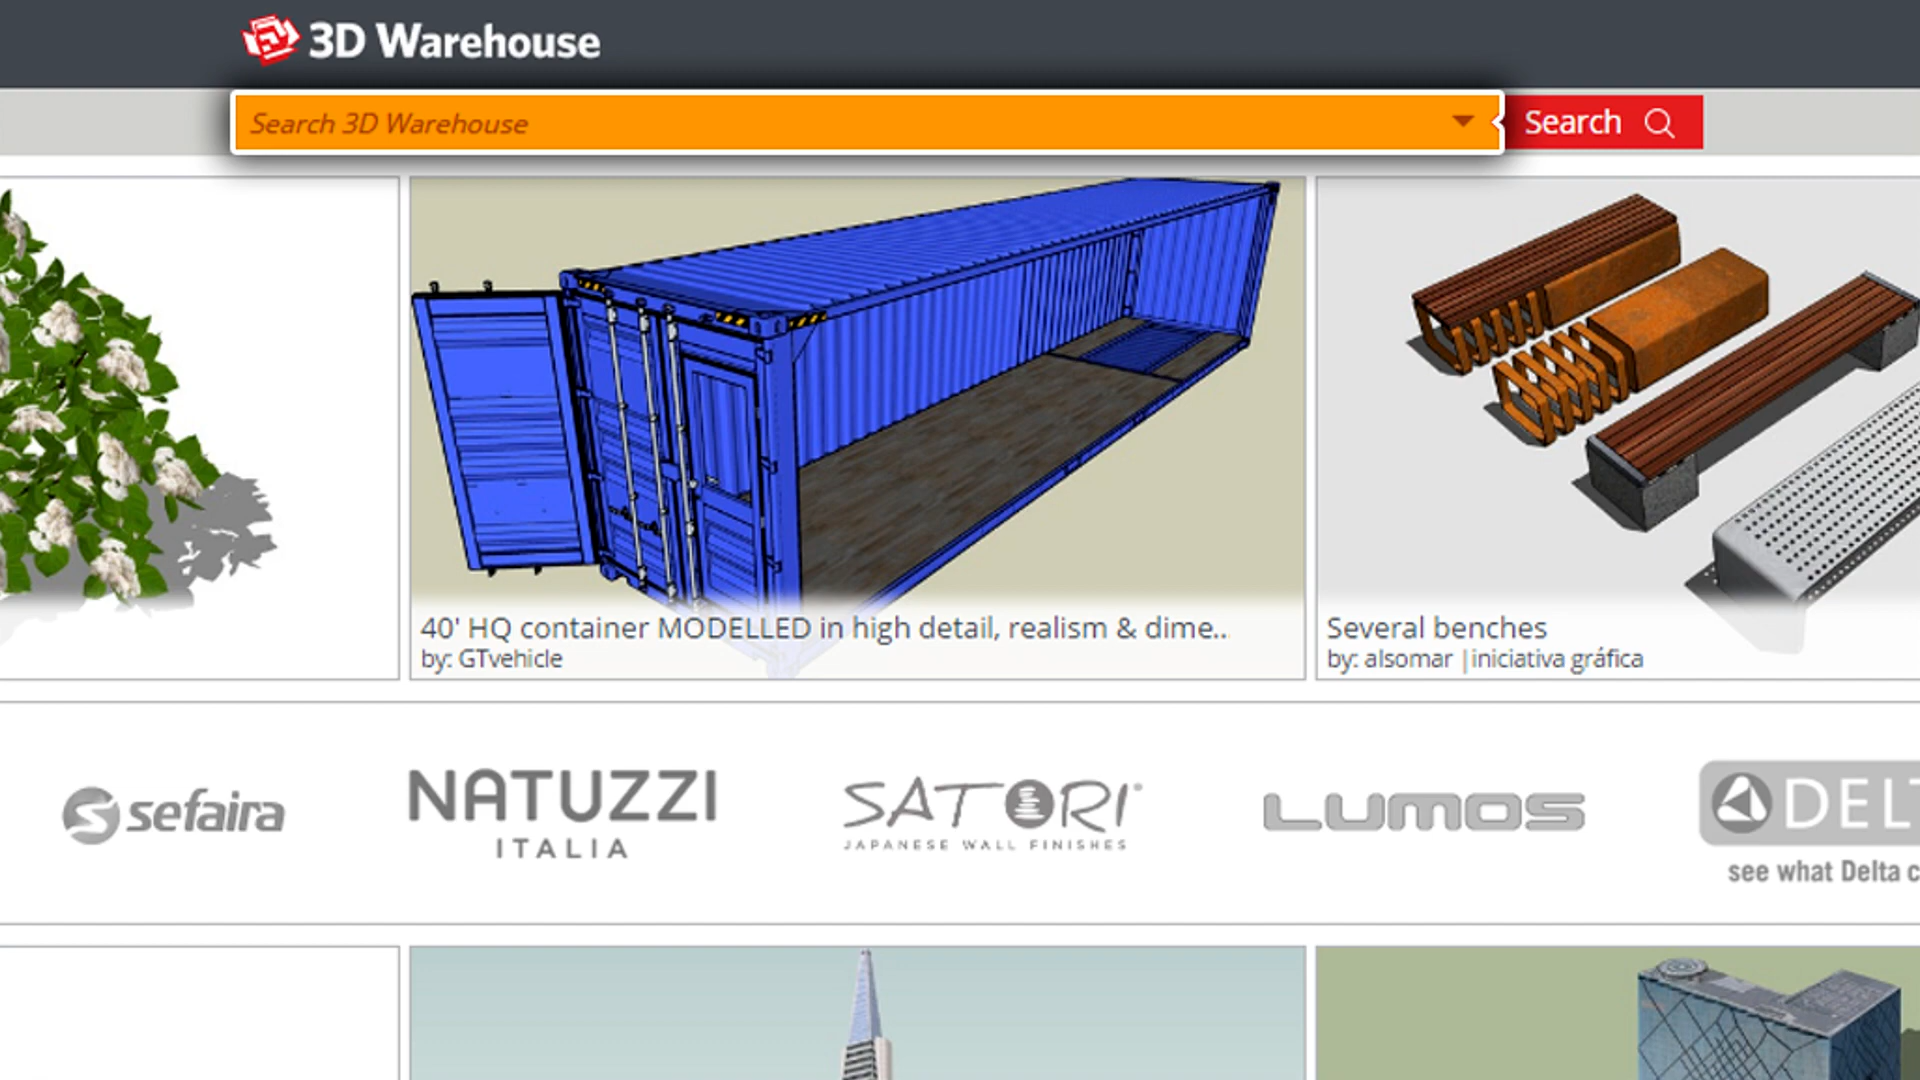 3D Warehouse
Search 3D Warehouse
Search
40' HQ container MODELLED in high detail, realism & dime..
by: GTvehicle
Several benches
by: alsomar |iniciativa gráfica
sefaira
NATUZZI
ITALIA
SATORI
JAPANESE WALL FINISHES
LUMOS
DELT
see what Delta c